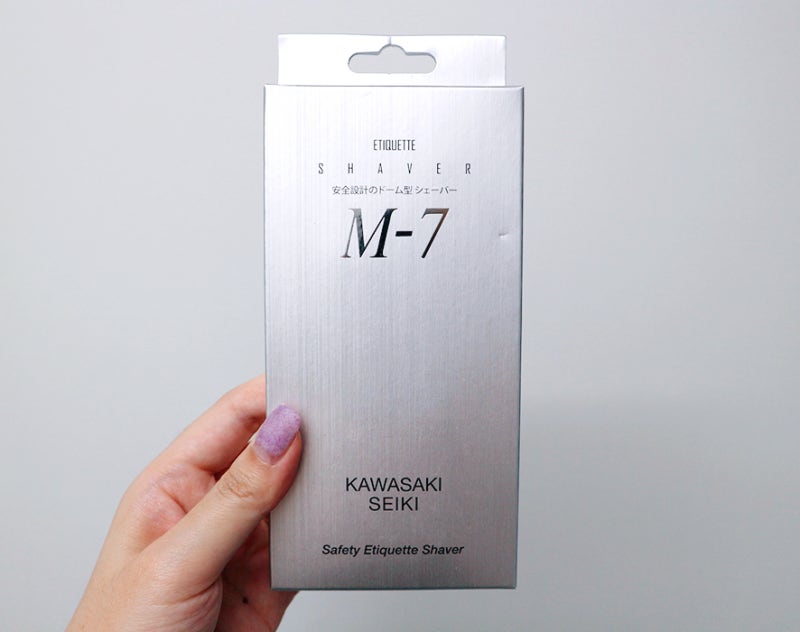 ETIQUETTE
SHAVER
安全設計のドーム型 シェーバー
M-7
KAWASAKI
SEIKI
Safety Etiquette Shaver